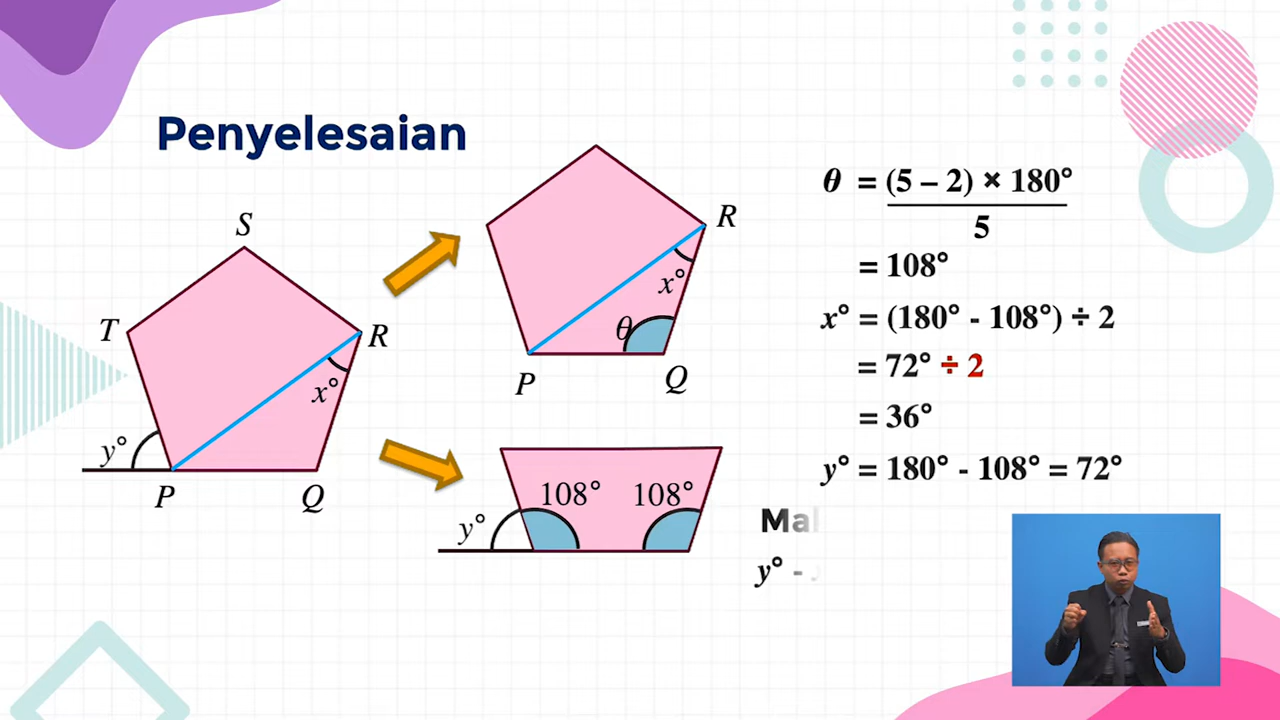 Penyelesaian
S
T
R
x°
y°
P
Q
R
x°
θ
P
Q
108°
108°
y°
θ = (5 – 2) × 180°
5
= 108°
x° = (180° - 108°) ÷ 2
= 72° ÷ 2
= 36°
y° = 180° - 108° = 72°
y° -